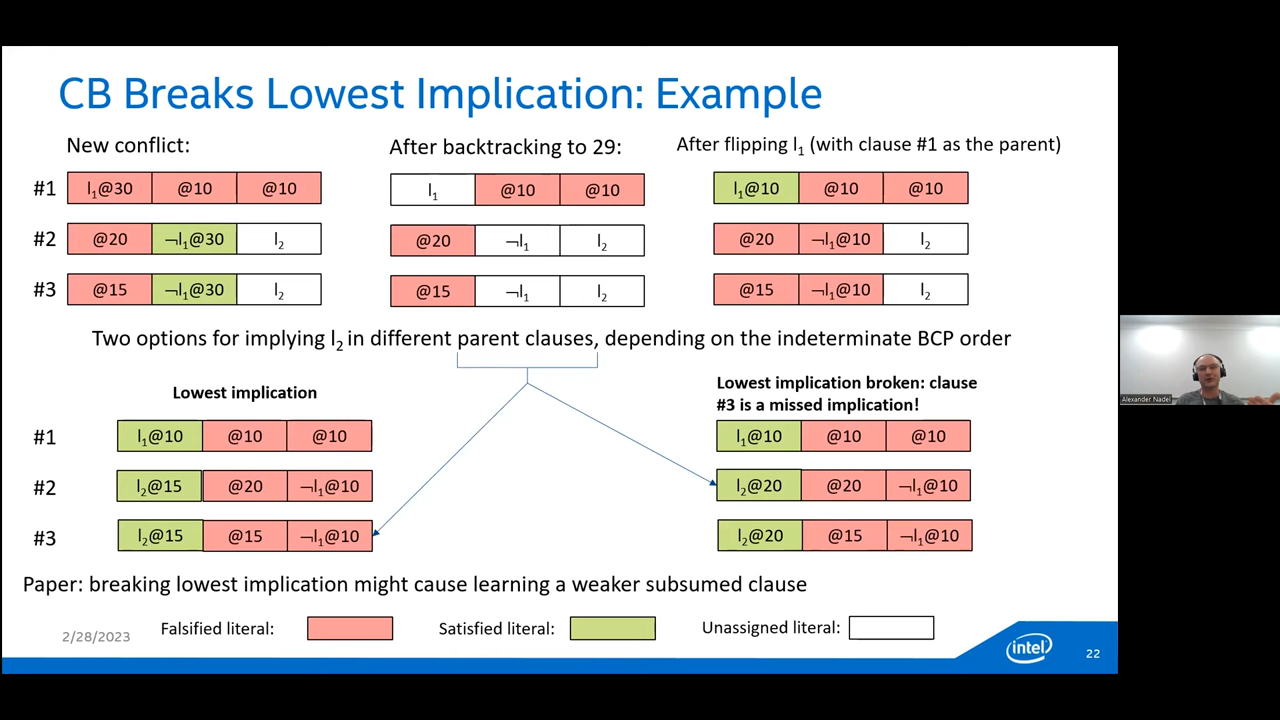 CB Breaks Lowest Implication: Example
New conflict:
After backtracking to 29:
After flipping l₁ (with clause #1 as the parent)
#1 l₁@30 @10 @10 l₁ @10 @10 l₁@10 @10 @10
#2 @20 ¬l₁@30 l₂ @20 ¬l₁ l₂ @20 ¬l₁@10 l₂
#3 @15 ¬l₁@30 l₂ @15 ¬l₁ l₂ @15 ¬l₁@10 l₂
Two options for implying l₂ in different parent clauses, depending on the indeterminate BCP order
Lowest implication
Lowest implication broken: clause
#3 is a missed implication!
#1 l₁@10 @10 @10 l₁@10 @10 @10
#2 l₂@15 @20 ¬l₁@10 l₂@20 @20 ¬l₁@10
#3 l₂@15 @15 ¬l₁@10 l₂@20 @15 ¬l₁@10
Paper: breaking lowest implication might cause learning a weaker subsumed clause
2/28/2023
Falsified literal:
Satisfied literal:
Unassigned literal:
intel
22
Alexander Nadel